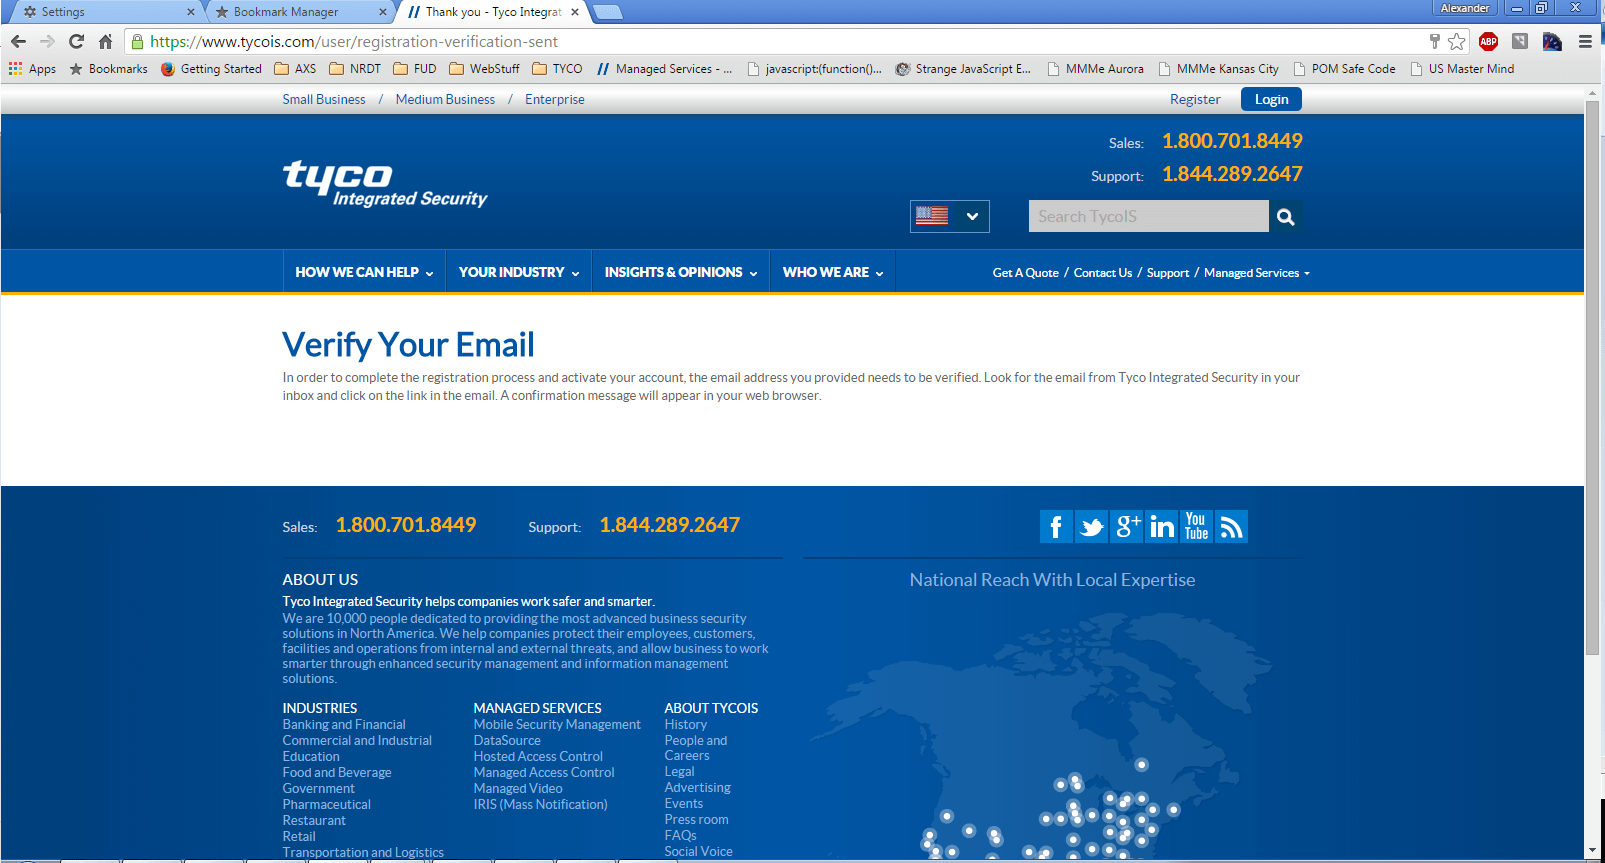 Settings
Bookmark Manager
Thank you - Tyco Integrat
Alexander
https://www.tycois.com/user/registration-verification-sent
ABP
Apps
Bookmarks
Getting Started
AXS
NRDT
FUD
WebStuff
TYCO
Managed Services - ...
javascript:(function()...
Strange JavaScript E...
MMMe Aurora
MMMe Kansas City
POM Safe Code
US Master Mind
Small Business / Medium Business / Enterprise
Register
Login
Sales: 1.800.701.8449
Support: 1.844.289.2647
tyco
Integrated Security
Search TycoIS
HOW WE CAN HELP
YOUR INDUSTRY
INSIGHTS & OPINIONS
WHO WE ARE
Get A Quote / Contact Us / Support / Managed Services
Verify Your Email
In order to complete the registration process and activate your account, the email address you provided needs to be verified. Look for the email from Tyco Integrated Security in your
inbox and click on the link in the email. A confirmation message will appear in your web browser.
Sales: 1.800.701.8449
Support: 1.844.289.2647
f
g+
in
You
Tube
ABOUT US
Tyco Integrated Security helps companies work safer and smarter.
We are 10,000 people dedicated to providing the most advanced business security
solutions in North America. We help companies protect their employees, customers,
facilities and operations from internal and external threats, and allow business to work
smarter through enhanced security management and information management
solutions.
National Reach With Local Expertise
INDUSTRIES
Banking and Financial
Commercial and Industrial
Education
Food and Beverage
Government
Pharmaceutical
Restaurant
Retail
Transportation and Logistics
MANAGED SERVICES
Mobile Security Management
DataSource
Hosted Access Control
Managed Access Control
Managed Video
IRIS (Mass Notification)
ABOUT TYCOIS
History
People and
Careers
Legal
Advertising
Events
Press room
FAQs
Social Voice